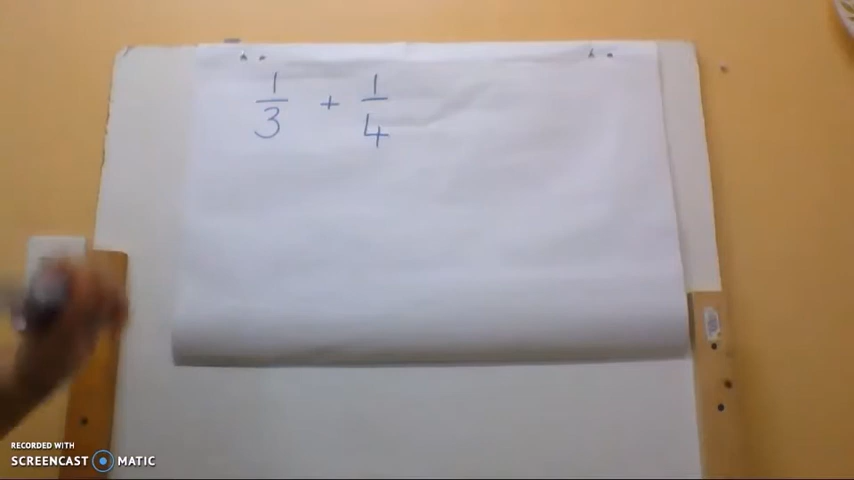 1/3 + 1/4
RECORDED WITH
SCREENCAST MATIC